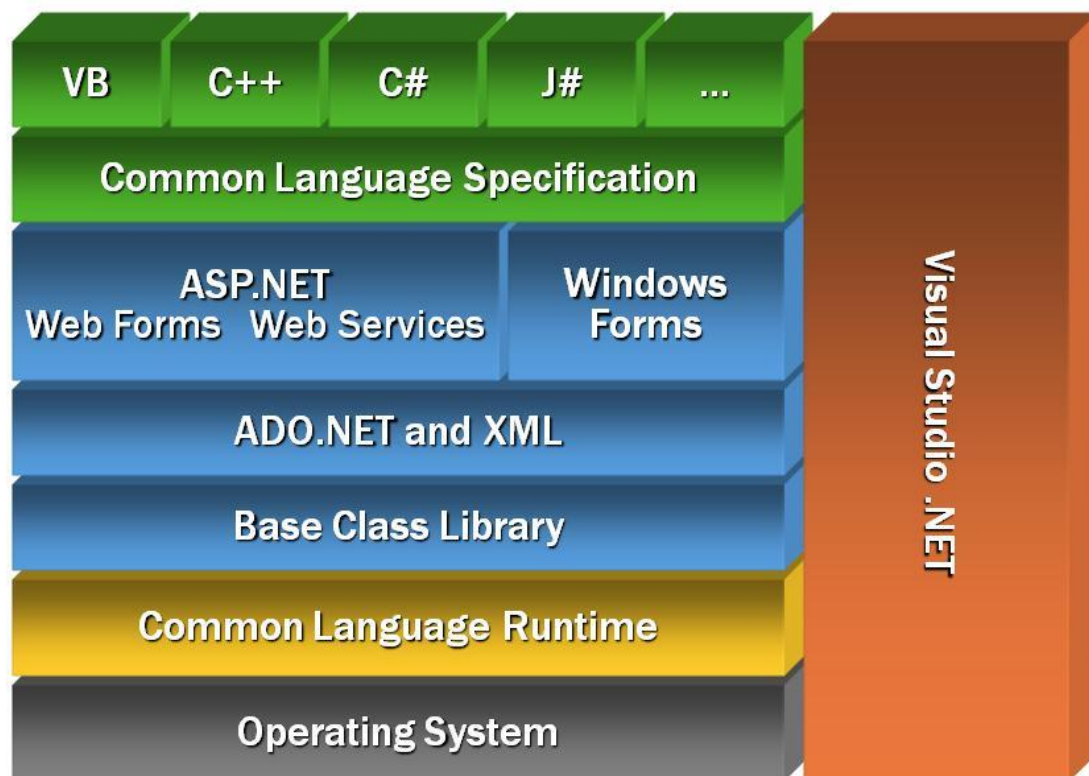 VB
C++
C#
J#
...
Common Language Specification
ASP.NET
Web Forms Web Services
Windows
Forms
ADO.NET and XML
Base Class Library
Common Language Runtime
Operating System
Visual Studio .NET